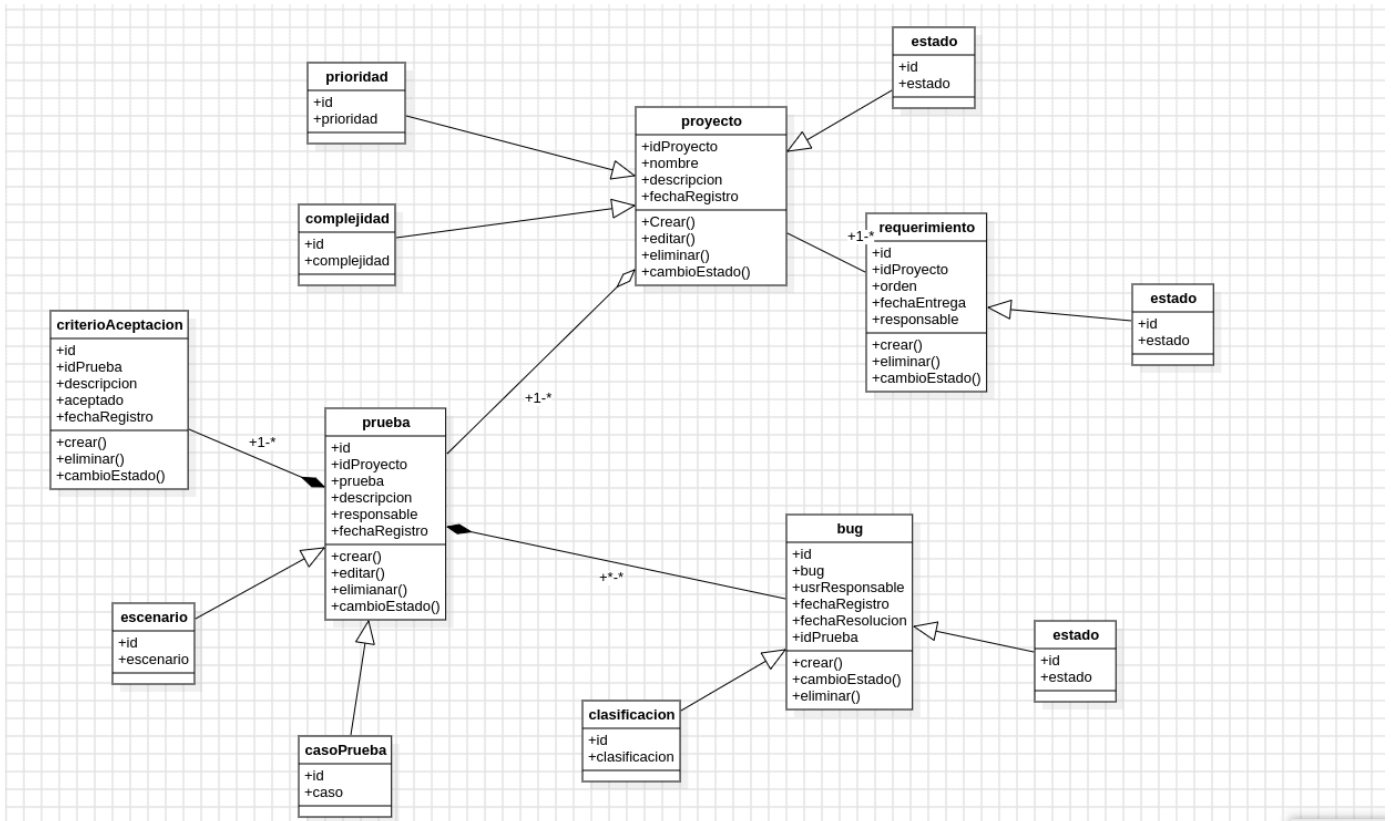 estado
+id
+estado
prioridad
+id
+prioridad
proyecto
+idProyecto
+nombre
+descripcion
+fechaRegistro
+Crear()
+editar()
+eliminar()
+cambioEstado()
complejidad
+id
+complejidad
+1-*
requerimiento
+id
+idProyecto
+orden
+fechaEntrega
+responsable
+crear()
+eliminar()
+cambioEstado()
estado
+id
+estado
criterioAceptacion
+id
+idPrueba
+descripcion
+aceptado
+fechaRegistro
+crear()
+eliminar()
+cambioEstado()
+1-*
+1-*
prueba
+id
+idProyecto
+prueba
+descripcion
+responsable
+fechaRegistro
+crear()
+editar()
+elimianar()
+cambioEstado()
+*-*
bug
+id
+bug
+usrResponsable
+fechaRegistro
+fechaResolucion
+idPrueba
+crear()
+cambioEstado()
+eliminar()
escenario
+id
+escenario
estado
+id
+estado
clasificacion
+id
+clasificacion
casoPrueba
+id
+caso